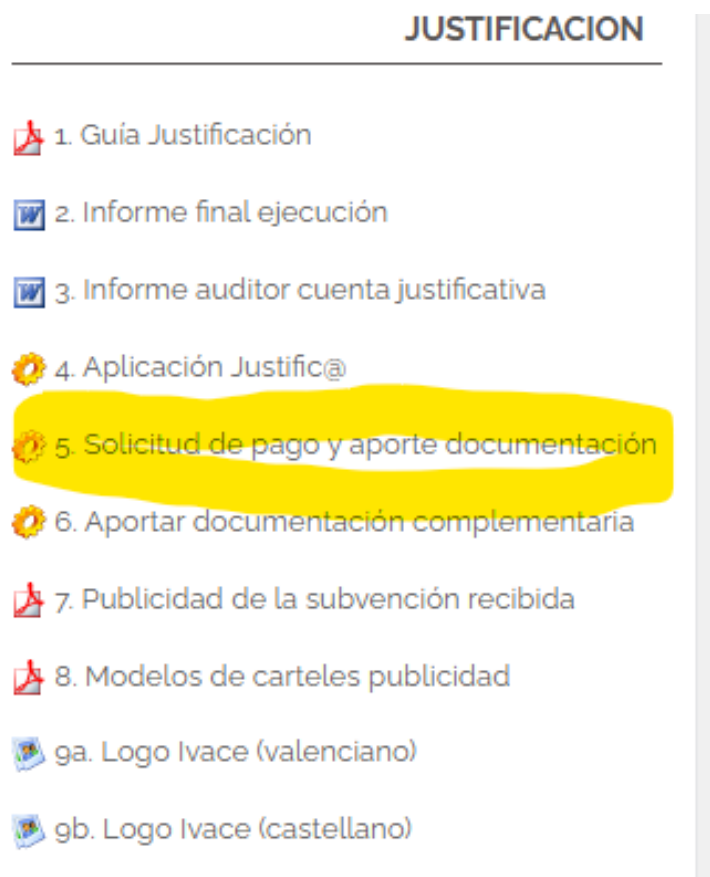 JUSTIFICACION
1. Guía Justificación
2. Informe final ejecución
3. Informe auditor cuenta justificativa
4. Aplicación Justific@
5. Solicitud de pago y aporte documentación
6. Aportar documentación complementaria
7. Publicidad de la subvención recibida
8. Modelos de carteles publicidad
9a. Logo Ivace (valenciano)
9b. Logo Ivace (castellano)